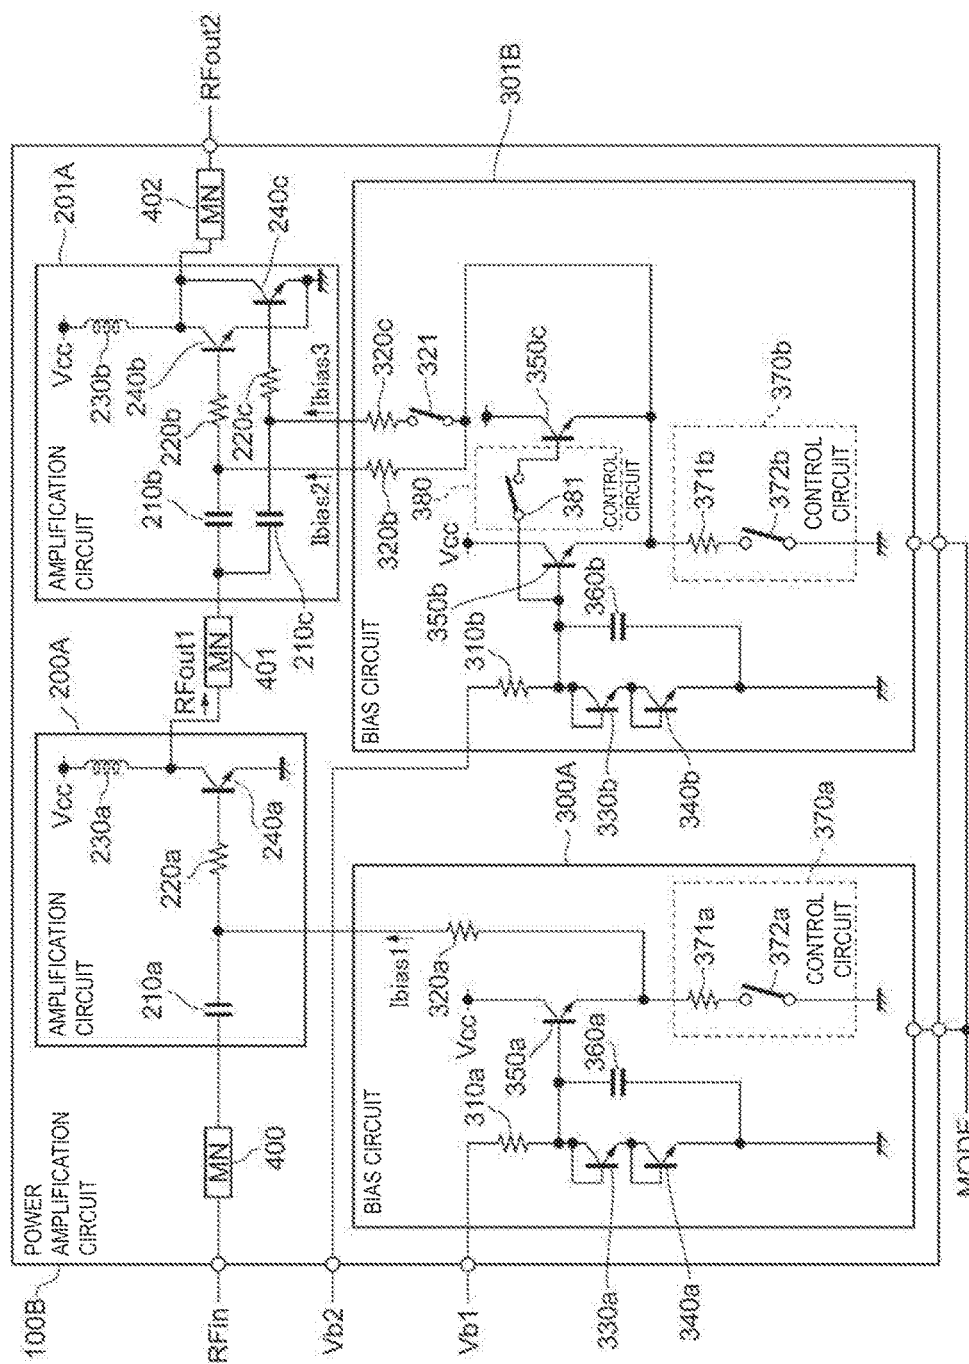 100B
POWER
AMPLIFICATION
CIRCUIT
RFin
Vb2
Vb1
MN
400
AMPLIFICATION
CIRCUIT
200A
Vcc
230a
210a
220a
240a
RFout1
MN
401
AMPLIFICATION
CIRCUIT
201A
Vcc
230b
210b
220b
240b
210c
220c
240c
MN
402
RFout2
BIAS CIRCUIT
300A
Ibias1
320a
Vcc
310a
350a
360a
330a
340a
370a
371a
372a
CONTROL
CIRCUIT
BIAS CIRCUIT
301B
Ibias2
Ibias3
320b
320c
321
380
Vcc
381
CONTROL
CIRCUIT
350c
350b
310b
360b
330b
340b
370b
371b
372b
CONTROL
CIRCUIT
MODE